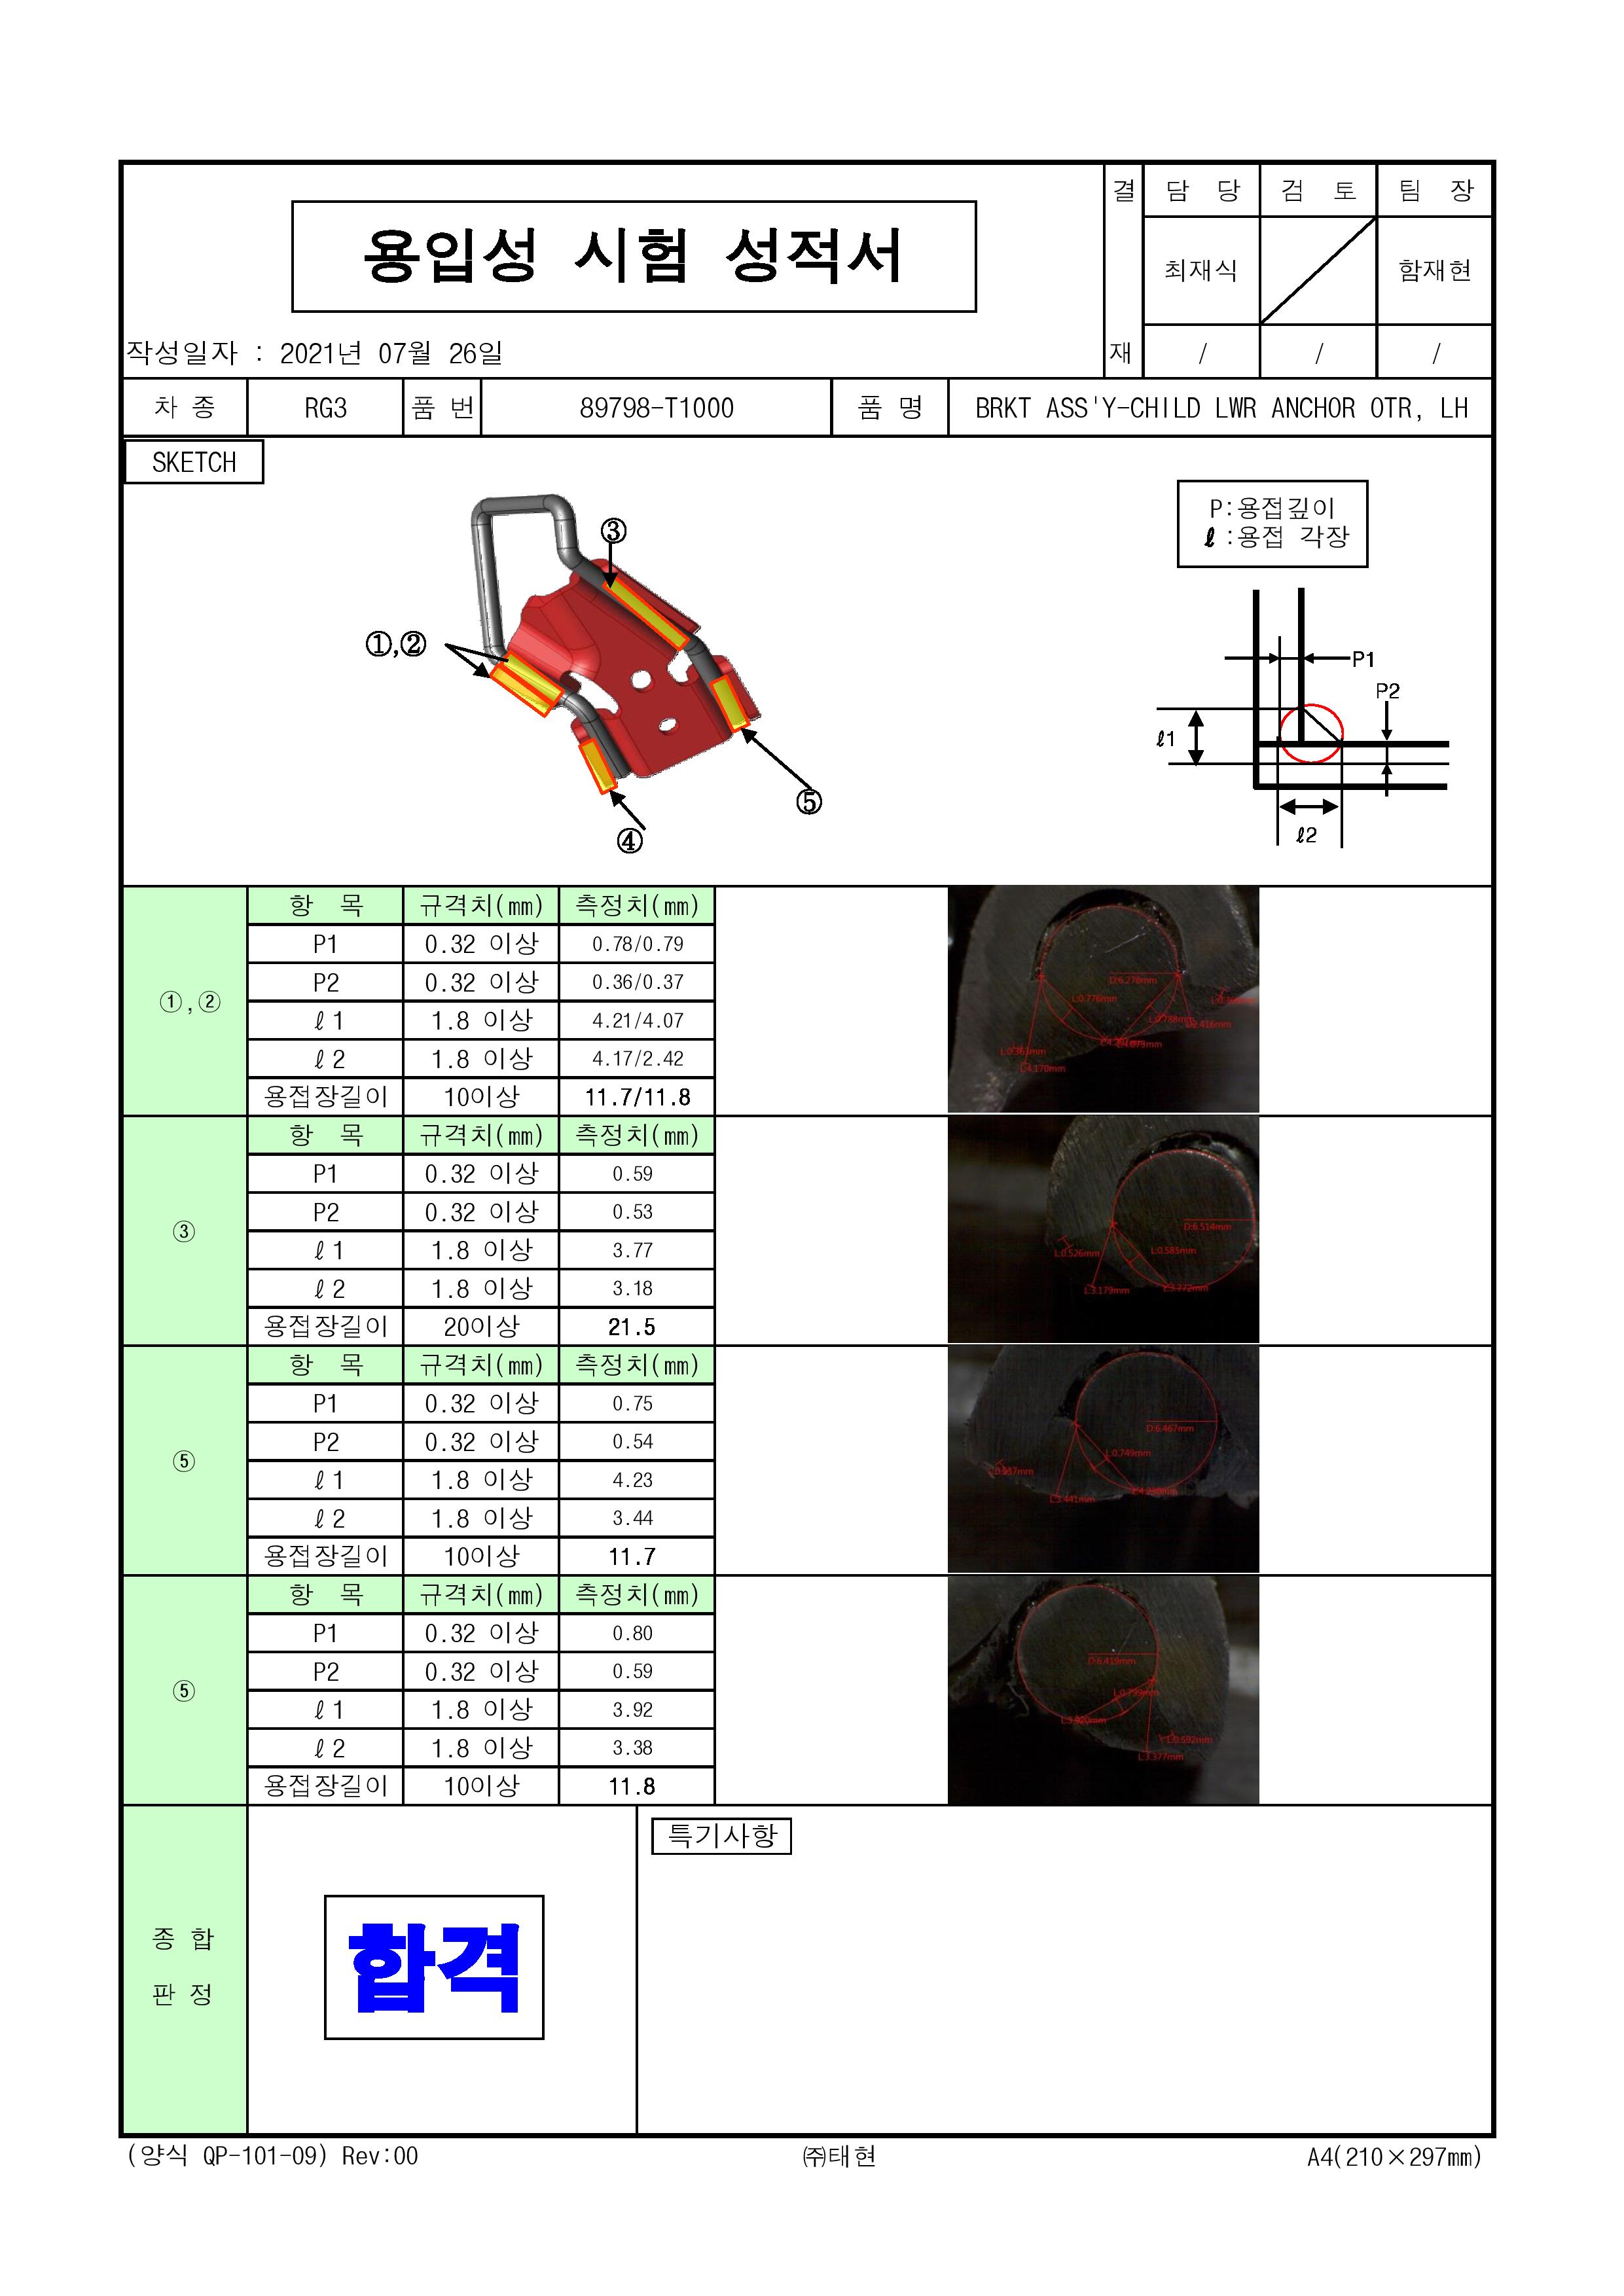 용입성 시험 성적서
결 재
담 당 검 토 팀 장
최재식 함재현
/ / /
작성일자 : 2021년 07월 26일
차 종 RG3 품 번 89798-T1000 품 명 BRKT ASS'Y-CHILD LWR ANCHOR OTR, LH
SKETCH
P:용접깊이
ℓ :용접 각장
③
①,②
⑤
④
P1
P2
ℓ1
ℓ2
①,②
항 목 규격치(㎜) 측정치(㎜)
P1 0.32 이상 0.78/0.79
P2 0.32 이상 0.36/0.37
ℓ1 1.8 이상 4.21/4.07
ℓ2 1.8 이상 4.17/2.42
용접장길이 10이상 11.7/11.8
D:6.278mm
L:0.776mm
L:4.170mm
③
항 목 규격치(㎜) 측정치(㎜)
P1 0.32 이상 0.59
P2 0.32 이상 0.53
ℓ1 1.8 이상 3.77
ℓ2 1.8 이상 3.18
용접장길이 20이상 21.5
D:6.514mm
L:0.526mm
L:0.585mm
L:3.179mm
L:3.772mm
⑤
항 목 규격치(㎜) 측정치(㎜)
P1 0.32 이상 0.75
P2 0.32 이상 0.54
ℓ1 1.8 이상 4.23
ℓ2 1.8 이상 3.44
용접장길이 10이상 11.7
D:6.467mm
L:0.749mm
L:3.441mm
⑤
항 목 규격치(㎜) 측정치(㎜)
P1 0.32 이상 0.80
P2 0.32 이상 0.59
ℓ1 1.8 이상 3.92
ℓ2 1.8 이상 3.38
용접장길이 10이상 11.8
D:6.419mm
L:0.799mm
L:3.920mm
L:0.592mm
L:3.377mm
종 합
판 정
합격
특기사항
(양식 QP-101-09) Rev:00 ㈜태현 A4(210×297㎜)